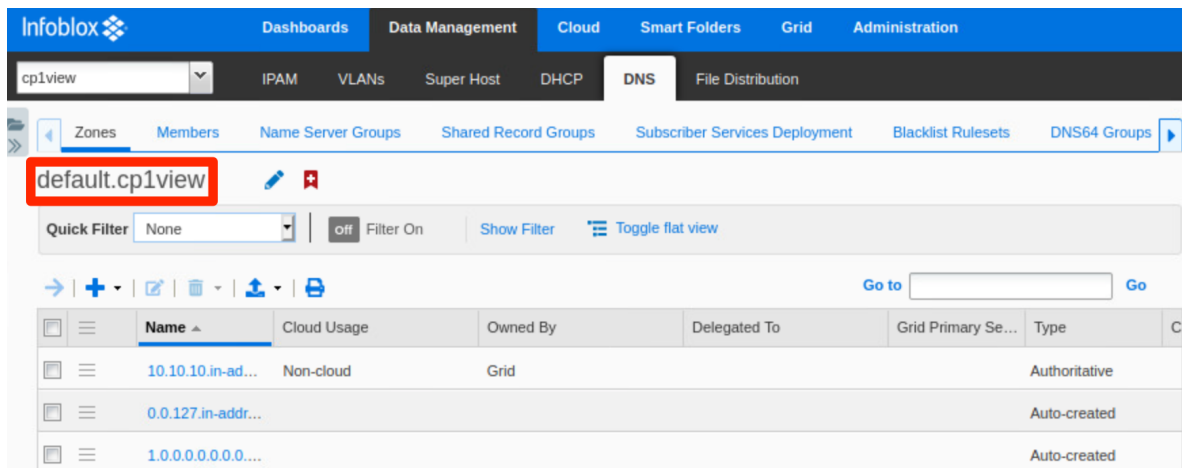 Infoblox Dashboards Data Management Cloud Smart Folders Grid Administration
cp1view IPAM VLANs Super Host DHCP DNS File Distribution
Zones Members Name Server Groups Shared Record Groups Subscriber Services Deployment Blacklist Rulesets DNS64 Groups
default.cp1view
Quick Filter None Off Filter On Show Filter Toggle flat view
Go to Go
Name Cloud Usage Owned By Delegated To Grid Primary Se... Type C
10.10.10.in-ad... Non-cloud Grid Authoritative
0.0.127.in-addr... Auto-created
1.0.0.0.0.0.0.... Auto-created